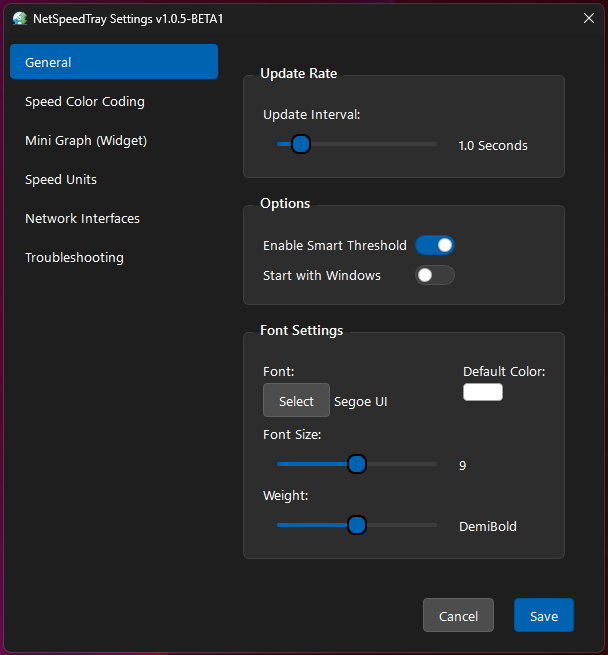 NetSpeedTray Settings v1.0.5-BETA1
General
Speed Color Coding
Mini Graph (Widget)
Speed Units
Network Interfaces
Troubleshooting
Update Rate
Update Interval:
1.0 Seconds
Options
Enable Smart Threshold
Start with Windows
Font Settings
Font:
Default Color:
Select
Segoe UI
Font Size:
9
Weight:
DemiBold
Cancel
Save